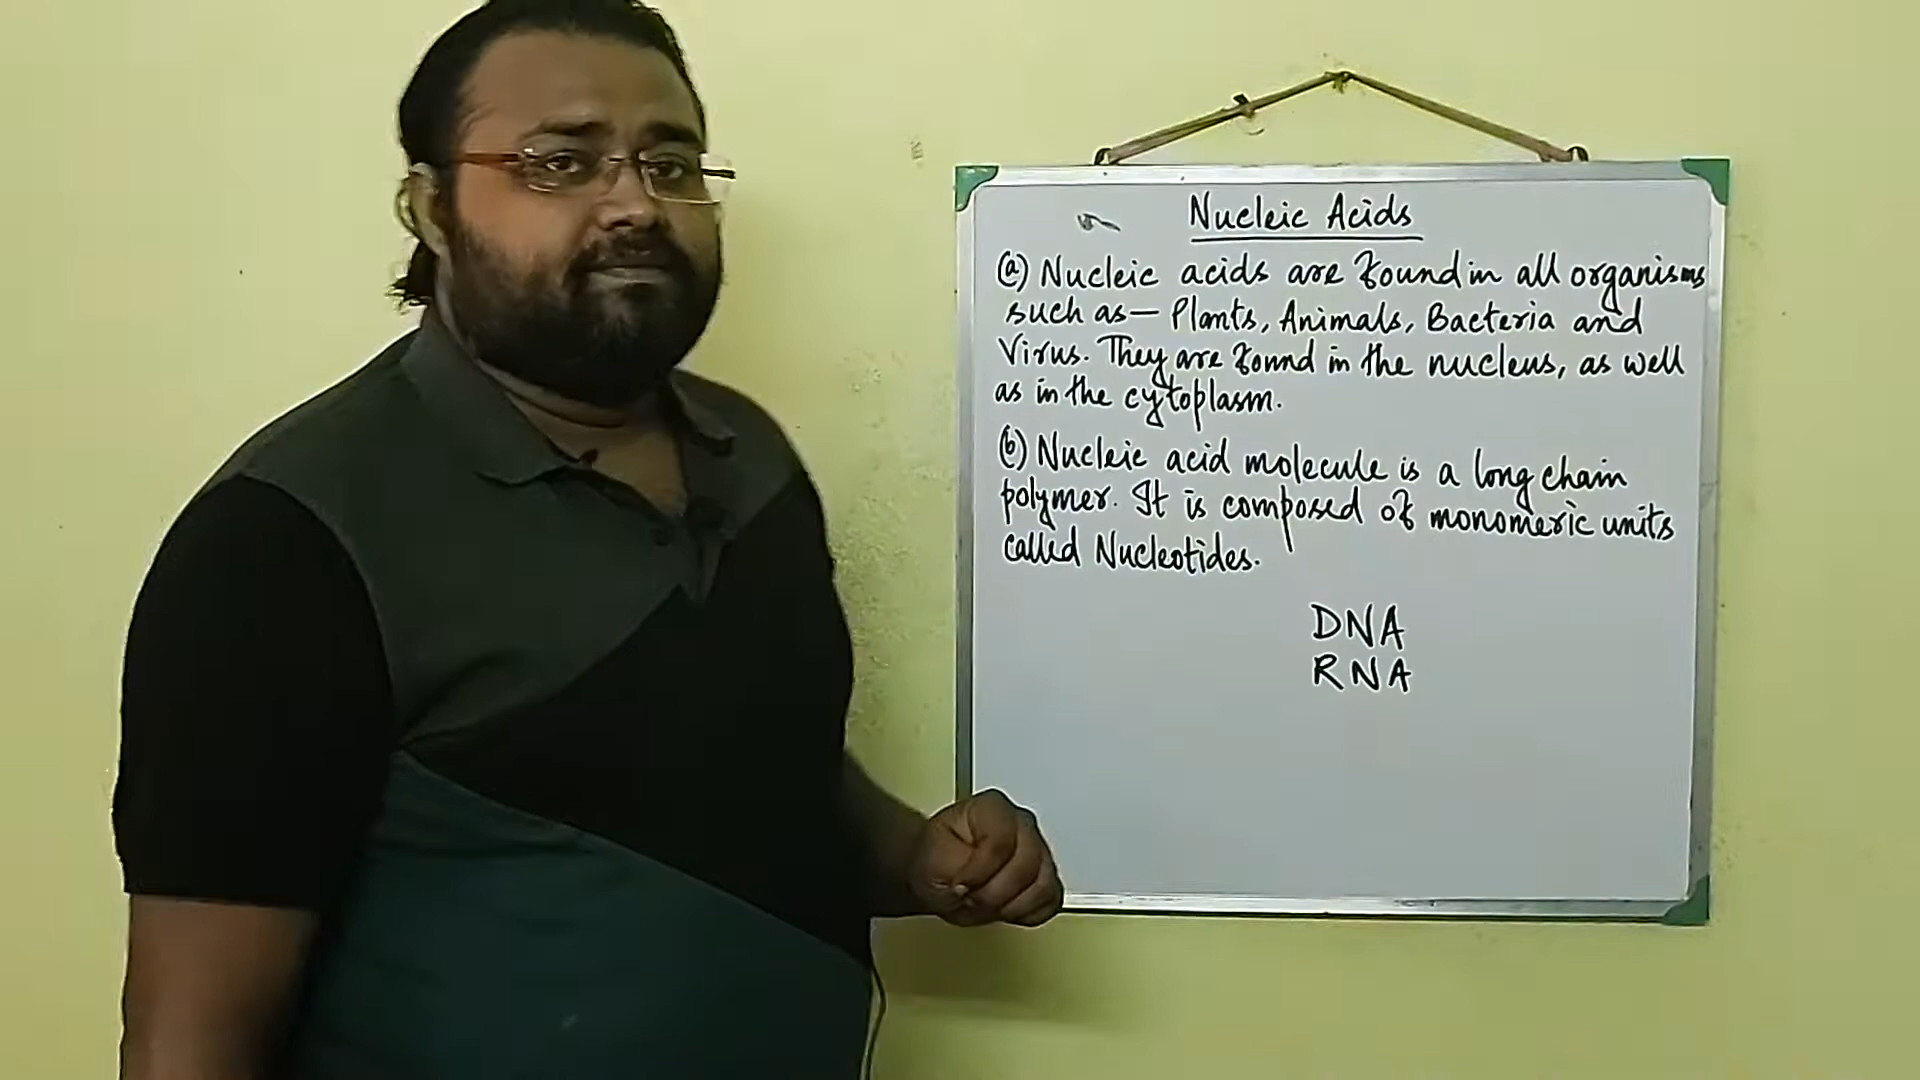 Nucleic Acids
(a) Nucleic acids are found in all organisms
such as— Plants, Animals, Bacteria and
Virus. They are found in the nucleus, as well
as in the cytoplasm.
(b) Nucleic acid molecule is a long chain
polymer. It is composed of monomeric units
called Nucleotides.
DNA
RNA